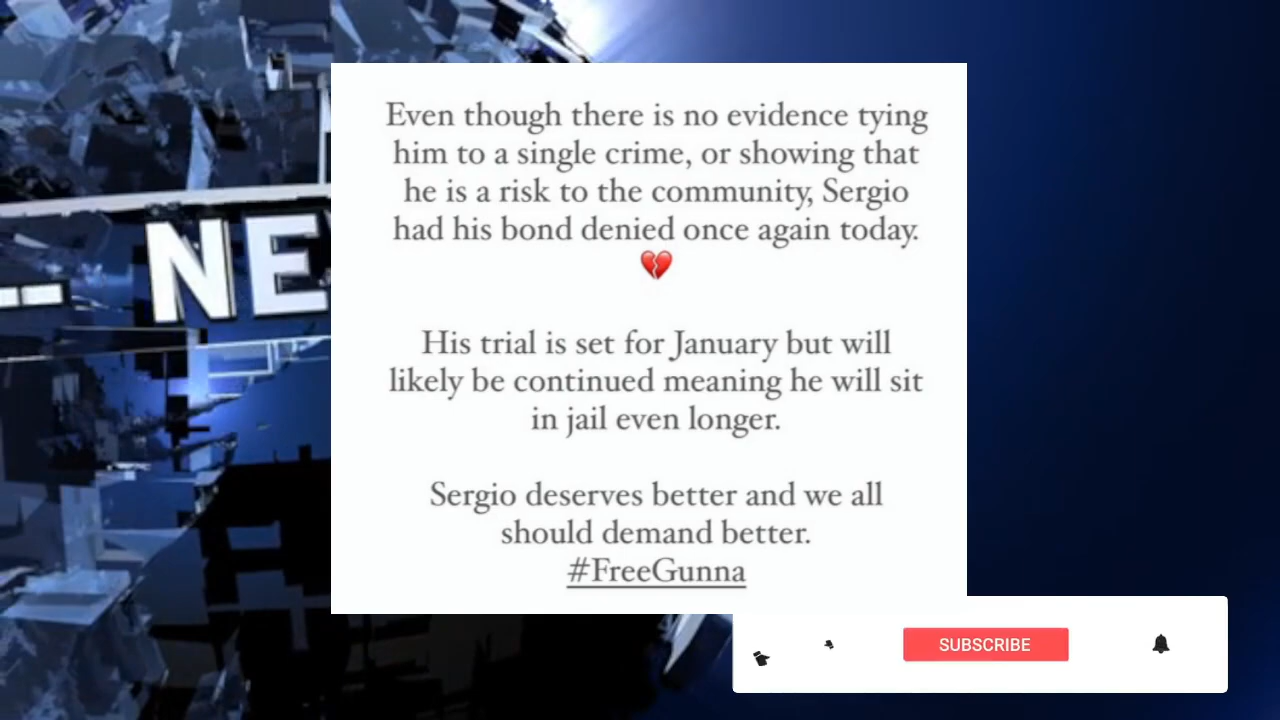 NE
Even though there is no evidence tying
him to a single crime, or showing that
he is a risk to the community, Sergio
had his bond denied once again today.
💔
His trial is set for January but will
likely be continued meaning he will sit
in jail even longer.
Sergio deserves better and we all
should demand better.
#FreeGunna
SUBSCRIBE